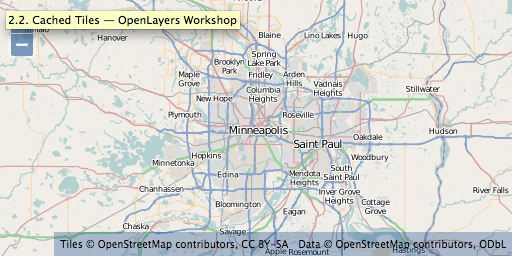 2.2. Cached Tiles — OpenLayers Workshop
Blaine
Lino Lakes
Hugo
Hanover
Spring
Lake Park
Brooklyn
Park
Fridley
Arden
Hills
Maple
Grove
Vadnais
Heights
Stillwater
Columbia
Heights
New Hope
Plymouth
Roseville
Minneapolis
Hudson
Oakdale
Saint Paul
Hopkins
Minnetonka
Woodbury
Edina
Mendota
Heights
South
Saint Paul
Chanhassen
Inver Grove
Heights
River Falls
Bloomington
Cottage
Grove
Eagan
Chaska
Savage
Tiles © OpenStreetMap contributors, CC BY-SA
Data © OpenStreetMap contributors, ODbL
Apple
Rosemount
Hastings